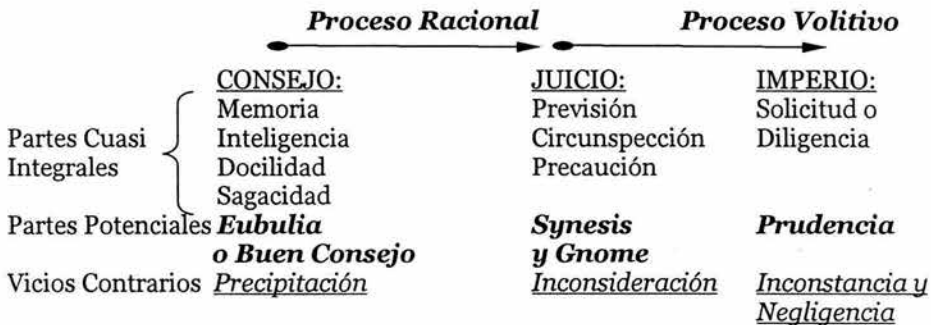 Proceso Racional Proceso Volitivo
CONSEJO: JUICIO: IMPERIO:
Memoria Previsión Solicitud o
Partes Cuasi Inteligencia Circunspección Diligencia
Integrales Docilidad Precaución
Sagacidad
Partes Potenciales Eubulia Synesis Prudencia
o Buen Consejo y Gnome
Vicios Contrarios Precipitación Inconsideración Inconstancia y
Negligencia